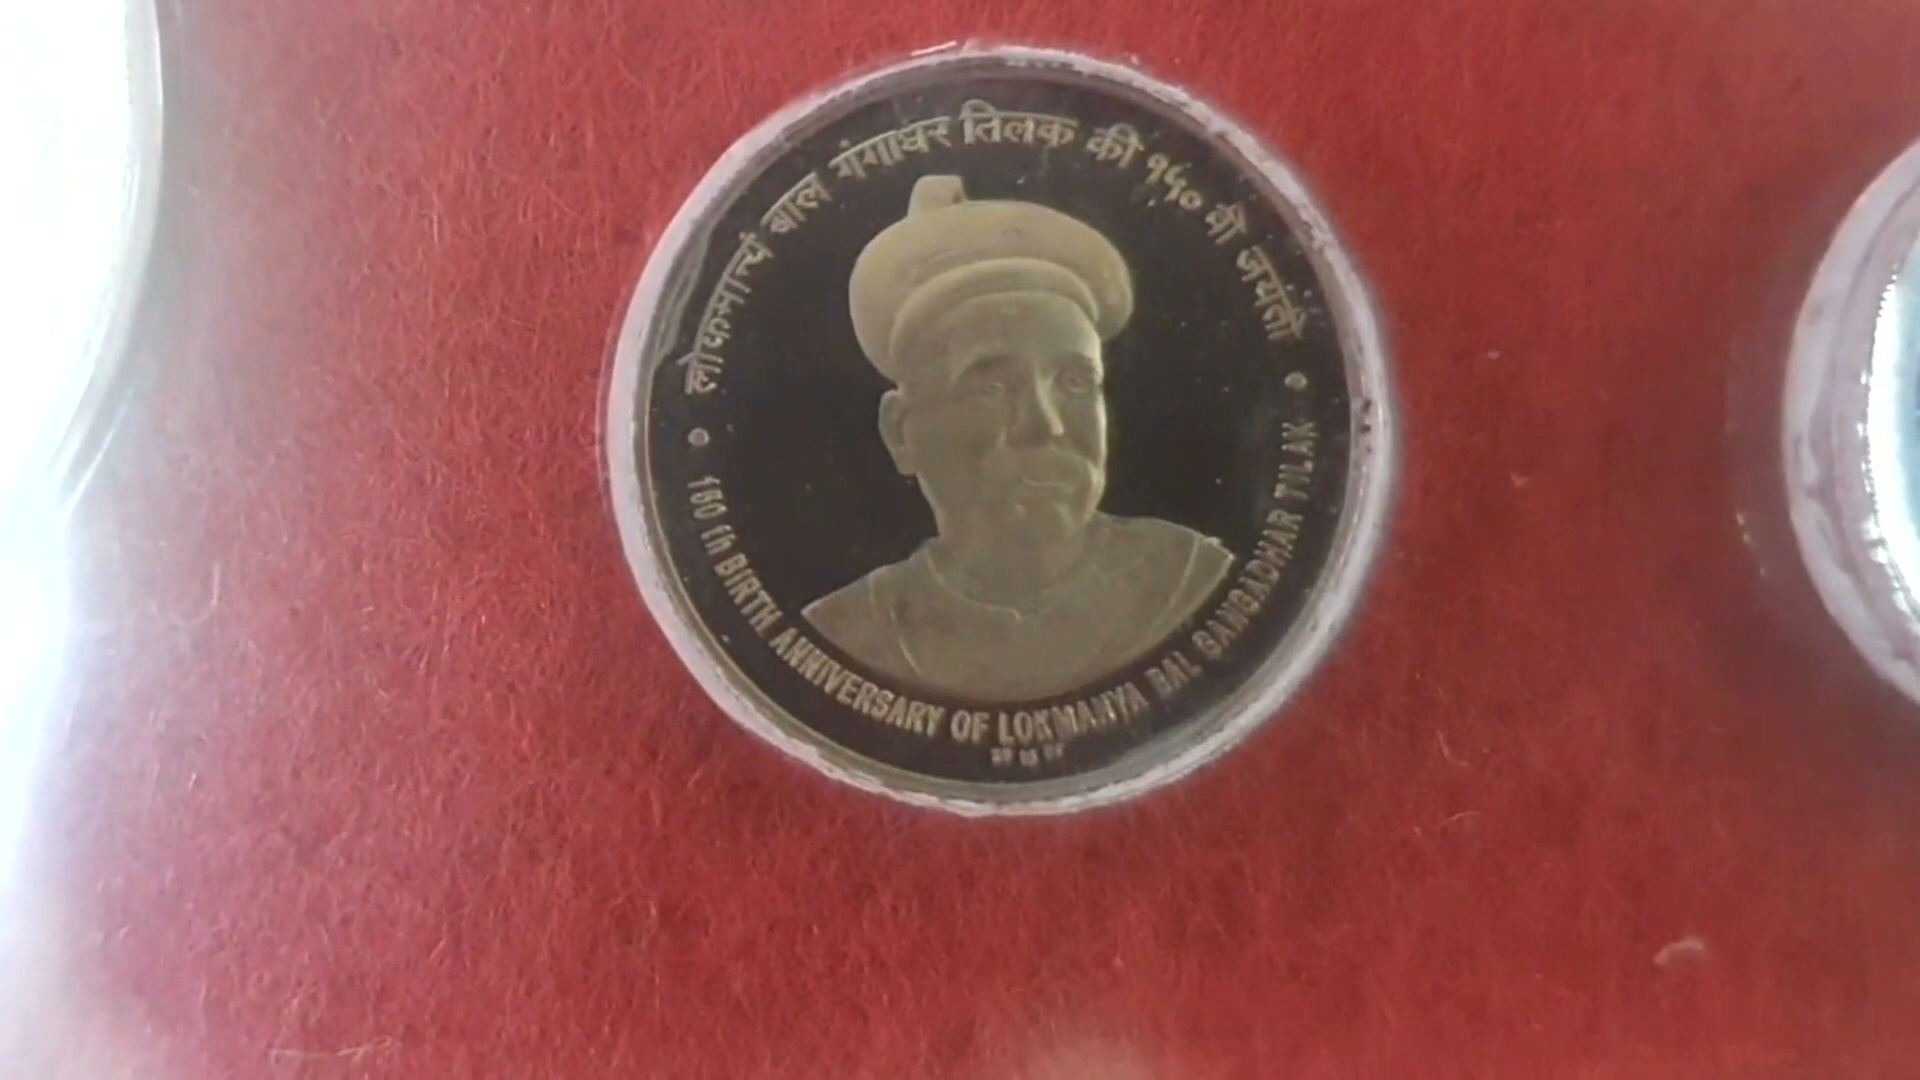 लोकमान्य बाल गंगाधर तिलक की १५० वी जयंती
150 th BIRTH ANNIVERSARY OF LOKMANYA BAL GANGADHAR TILAK